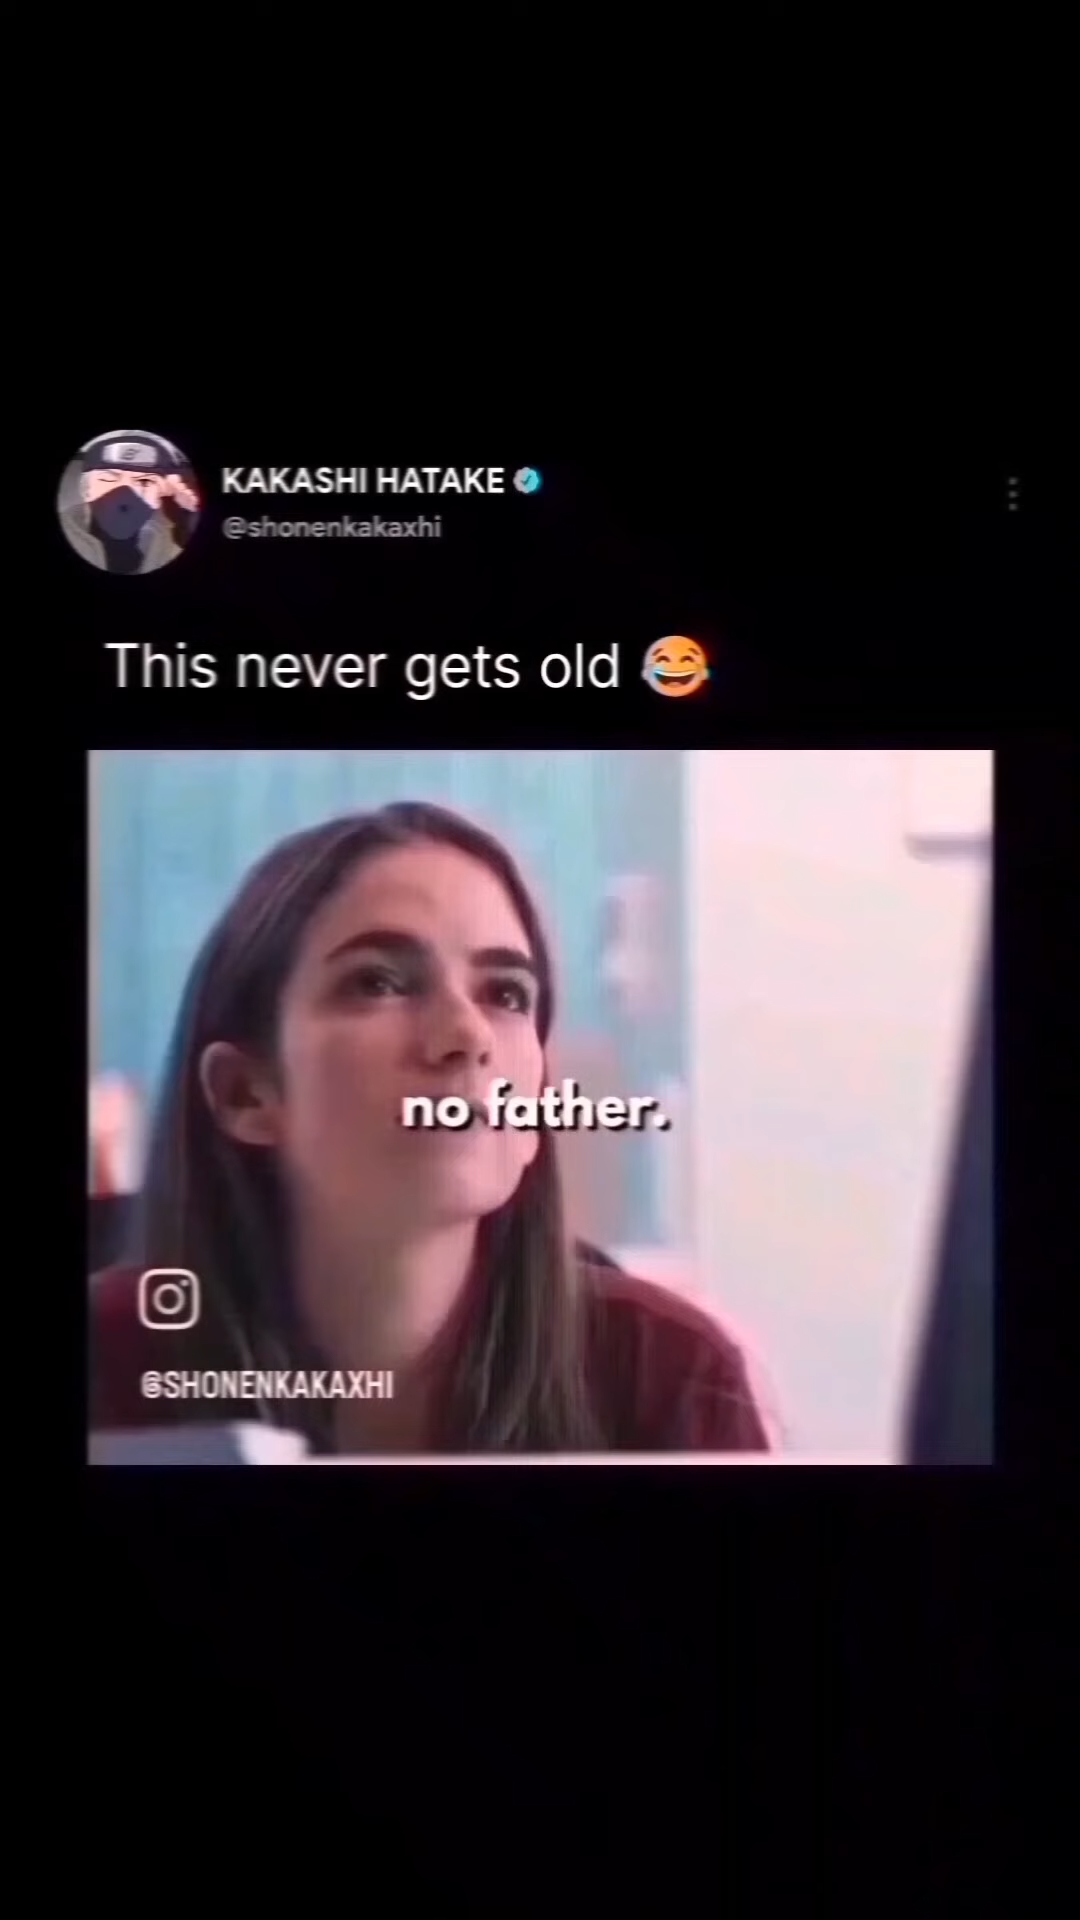 KAKASHI HATAKE
@shonenkakaxhi
This never gets old 😂
no father.
@SHONENKAKAXHI